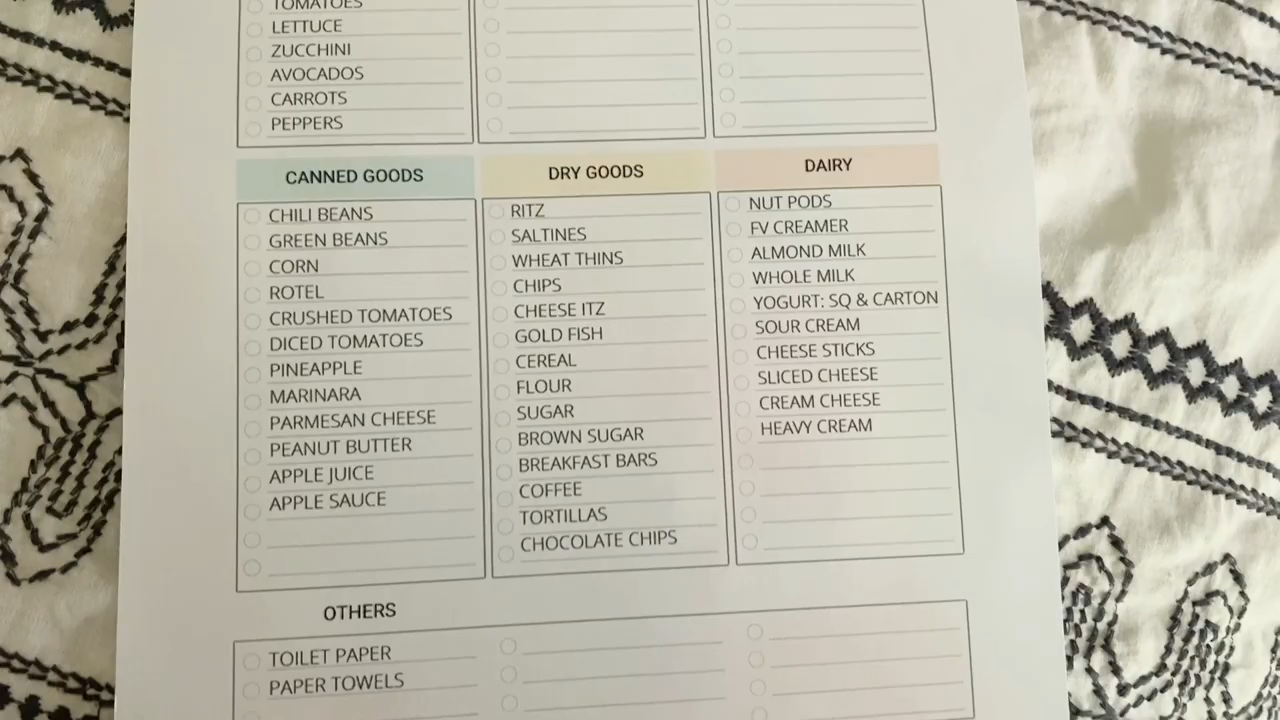 TOMATOES
LETTUCE
ZUCCHINI
AVOCADOS
CARROTS
PEPPERS
CANNED GOODS
CHILI BEANS
GREEN BEANS
CORN
ROTEL
CRUSHED TOMATOES
DICED TOMATOES
PINEAPPLE
MARINARA
PARMESAN CHEESE
PEANUT BUTTER
APPLE JUICE
APPLE SAUCE
DRY GOODS
RITZ
SALTINES
WHEAT THINS
CHIPS
CHEESE ITZ
GOLD FISH
CEREAL
FLOUR
SUGAR
BROWN SUGAR
BREAKFAST BARS
COFFEE
TORTILLAS
CHOCOLATE CHIPS
DAIRY
NUT PODS
FV CREAMER
ALMOND MILK
WHOLE MILK
YOGURT: SQ & CARTON
SOUR CREAM
CHEESE STICKS
SLICED CHEESE
CREAM CHEESE
HEAVY CREAM
OTHERS
TOILET PAPER
PAPER TOWELS